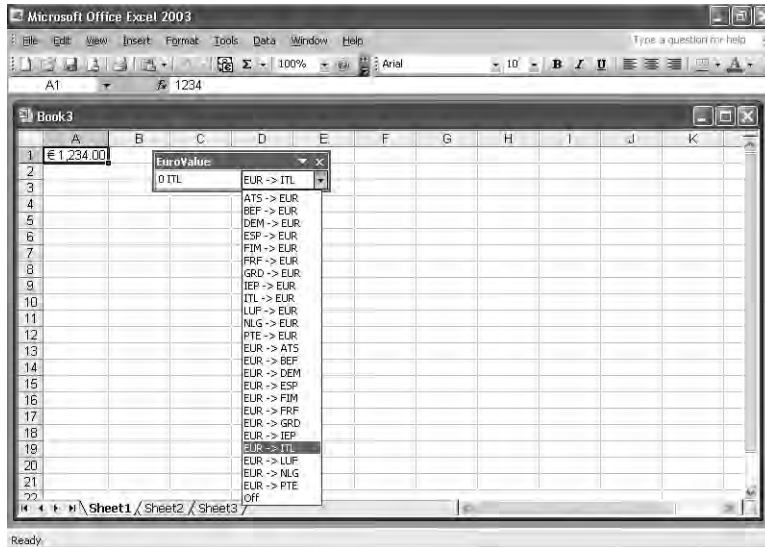 Microsoft Office Excel 2003
File Edit View Insert Format Tools Data Window Help Type a question for help
Σ 100% Arial 10 B I U A
A1 fx 1234
Book3
A B C D E F G H I J K
1 € 1,234.00
EuroValue
2
0 ITL EUR -> ITL
3
4 ATS -> EUR
BEF -> EUR
5 DEM -> EUR
6 ESP -> EUR
FIM -> EUR
7 FRF -> EUR
8 GRD -> EUR
9 IEP -> EUR
10 ITL -> EUR
11 LUF -> EUR
NLG -> EUR
12 PTE -> EUR
13 EUR -> ATS
14 EUR -> BEF
EUR -> DEM
15 EUR -> ESP
16 EUR -> FIM
17 EUR -> FRF
EUR -> GRD
18 EUR -> IEP
19 EUR -> ITL
20 EUR -> LUF
21 EUR -> NLG
EUR -> PTE
22 Off
Sheet1 / Sheet2 / Sheet3 /
Ready